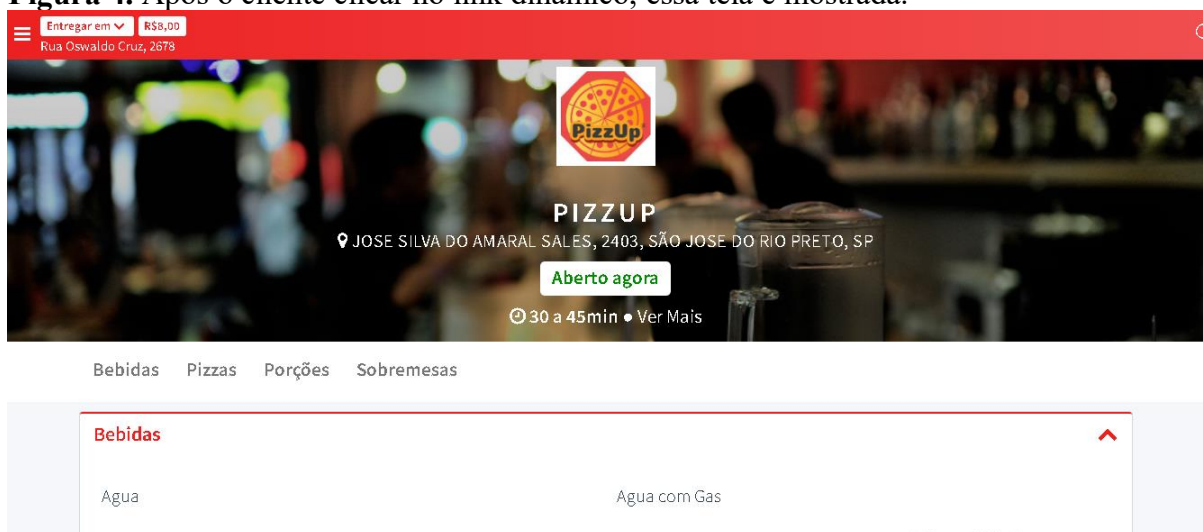 Figura 4. Após o cliente clicar no link dinâmico, essa tela é mostrada.
Entregar em R$8,00
Rua Oswaldo Cruz, 2678
PizzUp
PIZZUP
JOSE SILVA DO AMARAL SALES, 2403, SÃO JOSE DO RIO PRETO, SP
Aberto agora
30 a 45min ● Ver Mais
Bebidas Pizzas Porções Sobremesas
Bebidas
Agua Agua com Gas